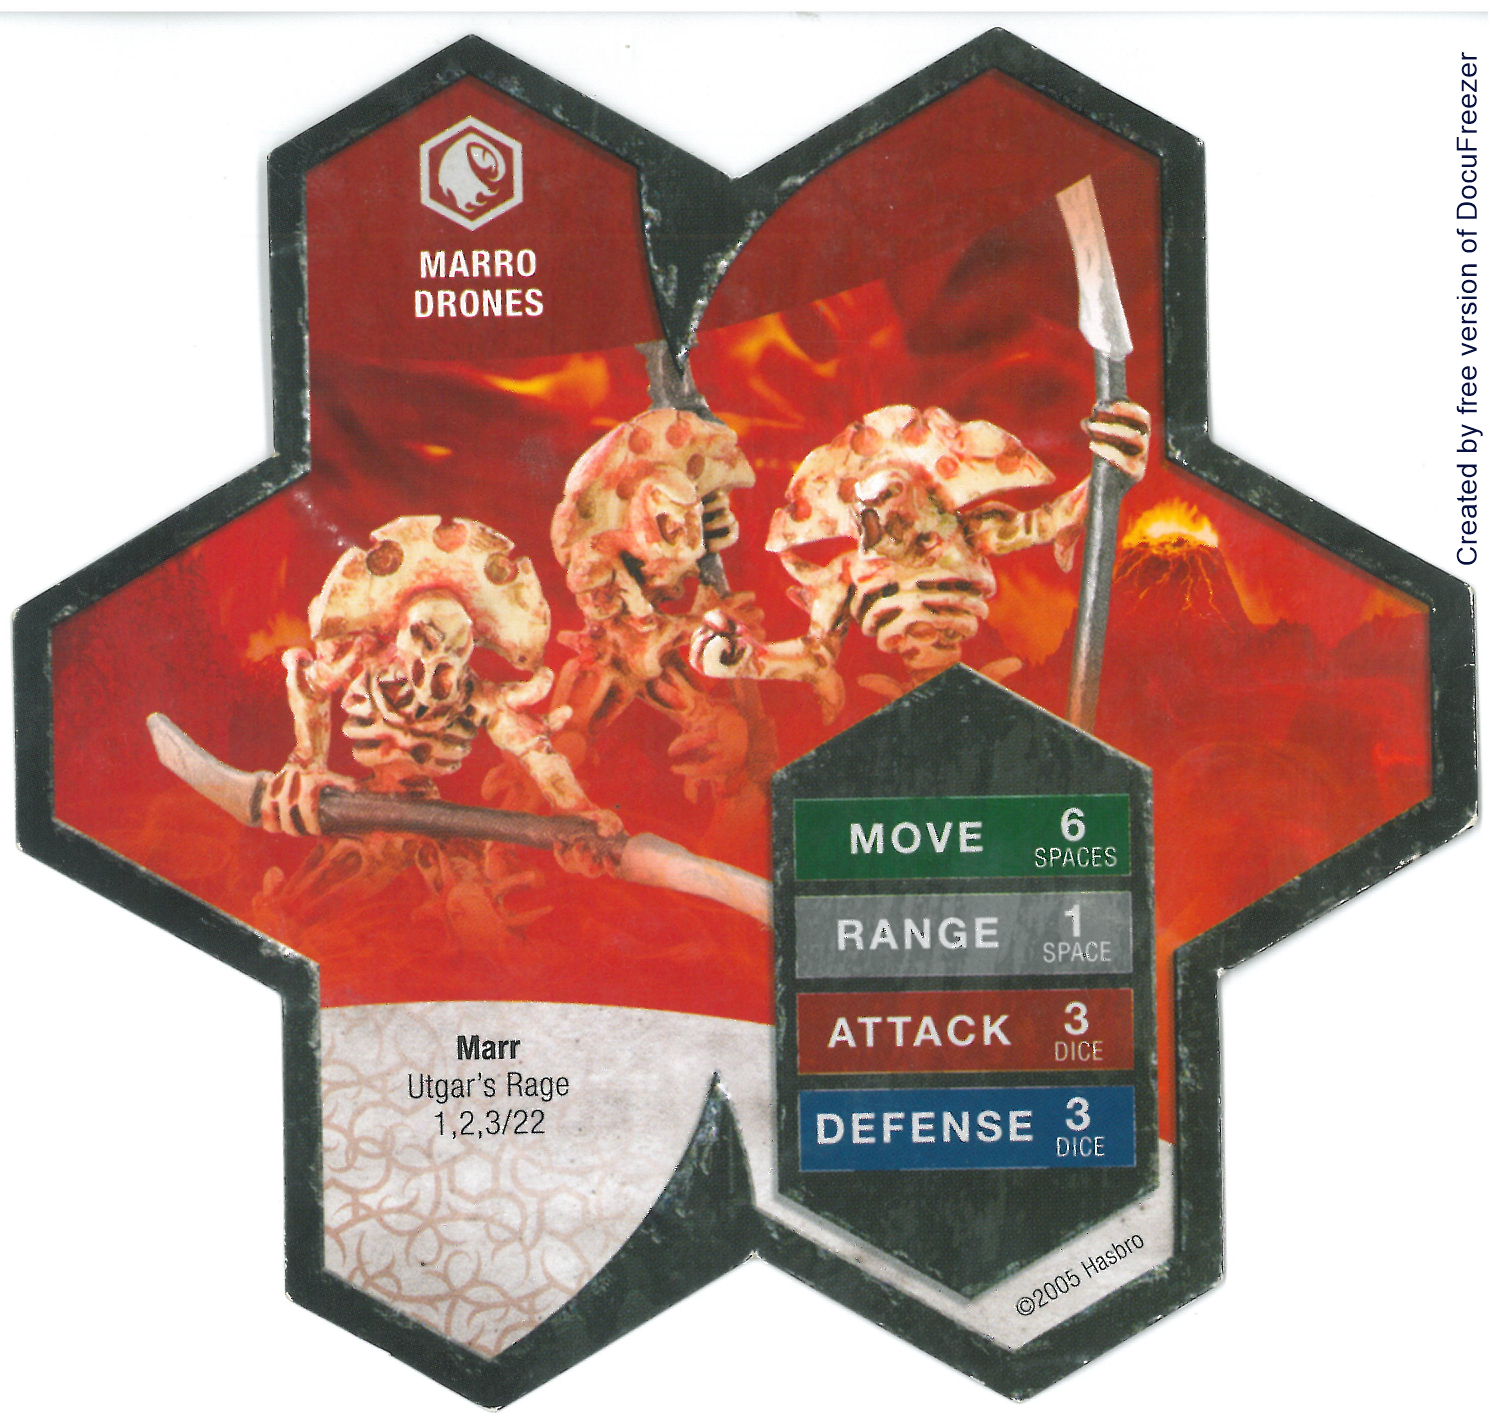 MARRO
DRONES
MOVE 6
SPACES
RANGE 1
SPACE
ATTACK 3
DICE
DEFENSE 3
DICE
Marr
Utgar's Rage
1,2,3/22
©2005 Hasbro
Created by free version of DocuFreezer